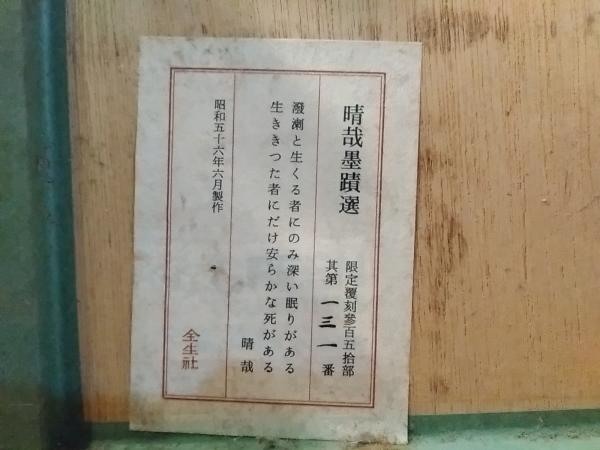 晴哉墨蹟選
限定覆刻參百五拾部
其第一三一番
溌溂と生くる者にのみ深い眠りがある
生ききつた者にだけ安らかな死がある
晴哉
昭和五十六年六月製作
全生社